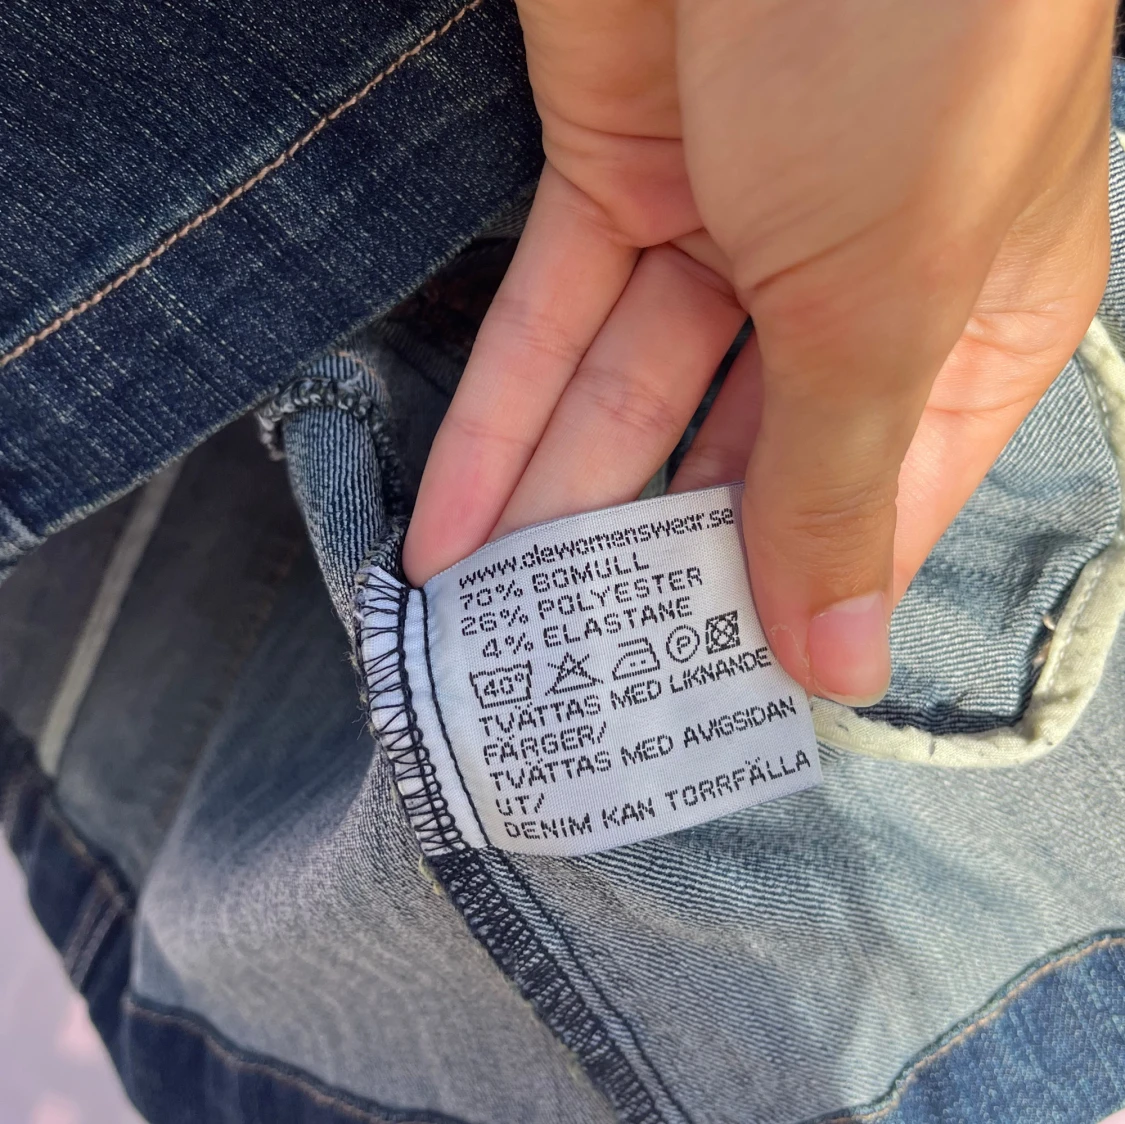 www.dewomenswear.se
70% BOMULL
26% POLYESTER
4% ELASTANE
40° P
TVÄTTAS MED LIKNANDE
FÄRGER/
TVÄTTAS MED AVIGSIDAN
UT/
DENIM KAN TORRFÄLLA